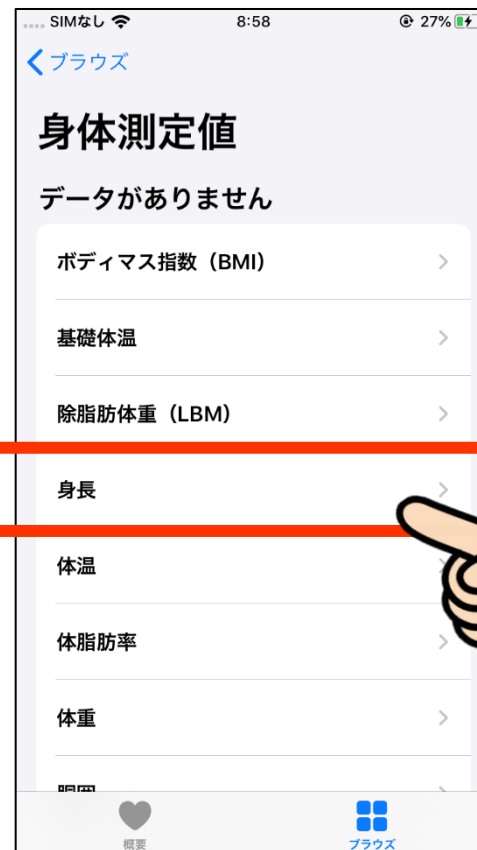 SIMなし 8:58 27%
ブラウズ
身体測定値
データがありません
ボディマス指数（BMI）
基礎体温
除脂肪体重（LBM）
身長
体温
体脂肪率
体重
概要 ブラウズ